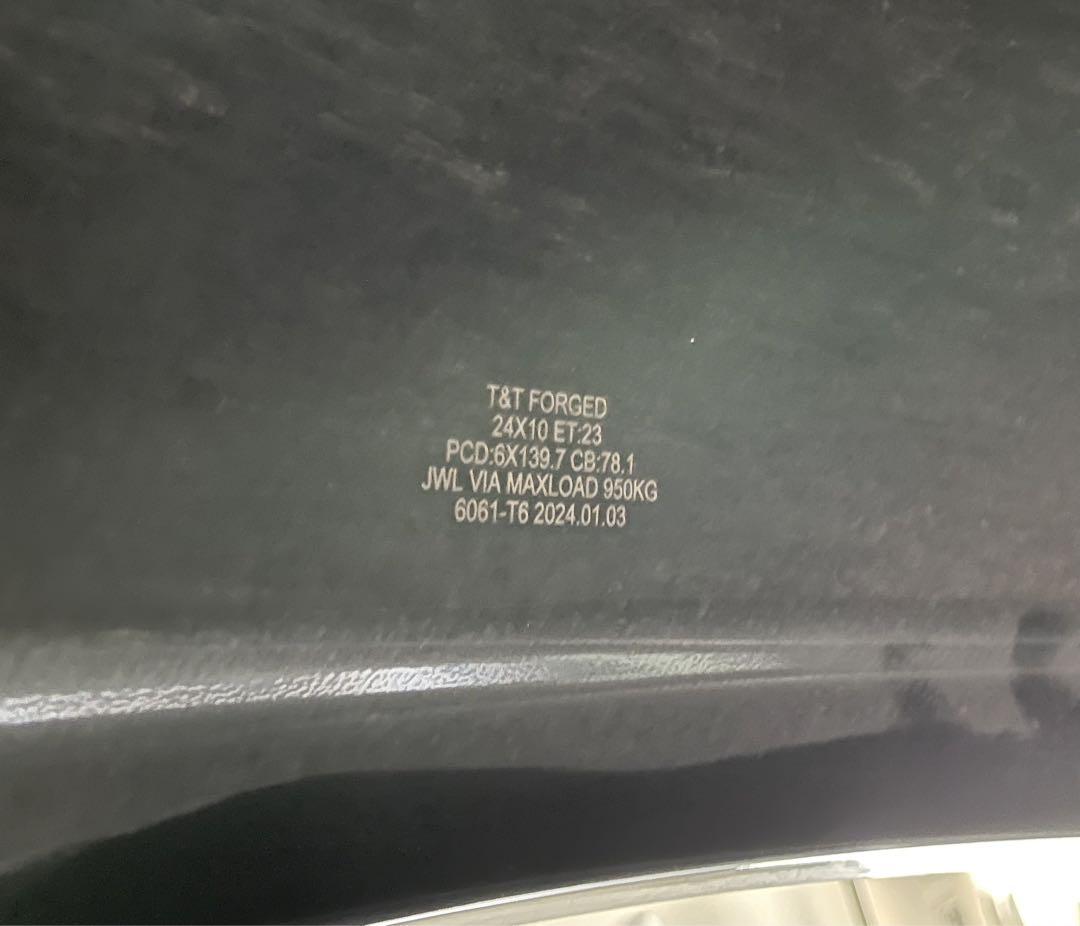 T&T FORGED
24X10 ET:23
PCD:6X139.7 CB:78.1
JWL VIA MAXLOAD 950KG
6061-T6 2024.01.03